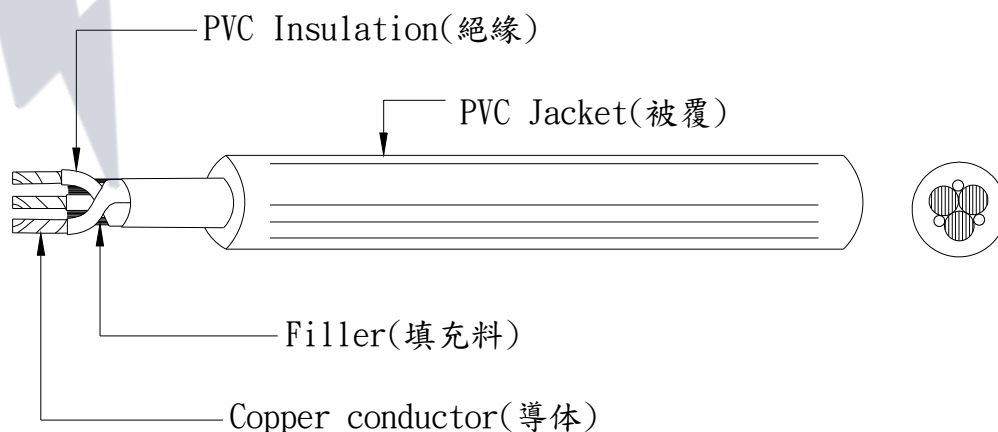 PVC Insulation(絕緣)
PVC Jacket(被覆)
Filler(填充料)
Copper conductor(導体)